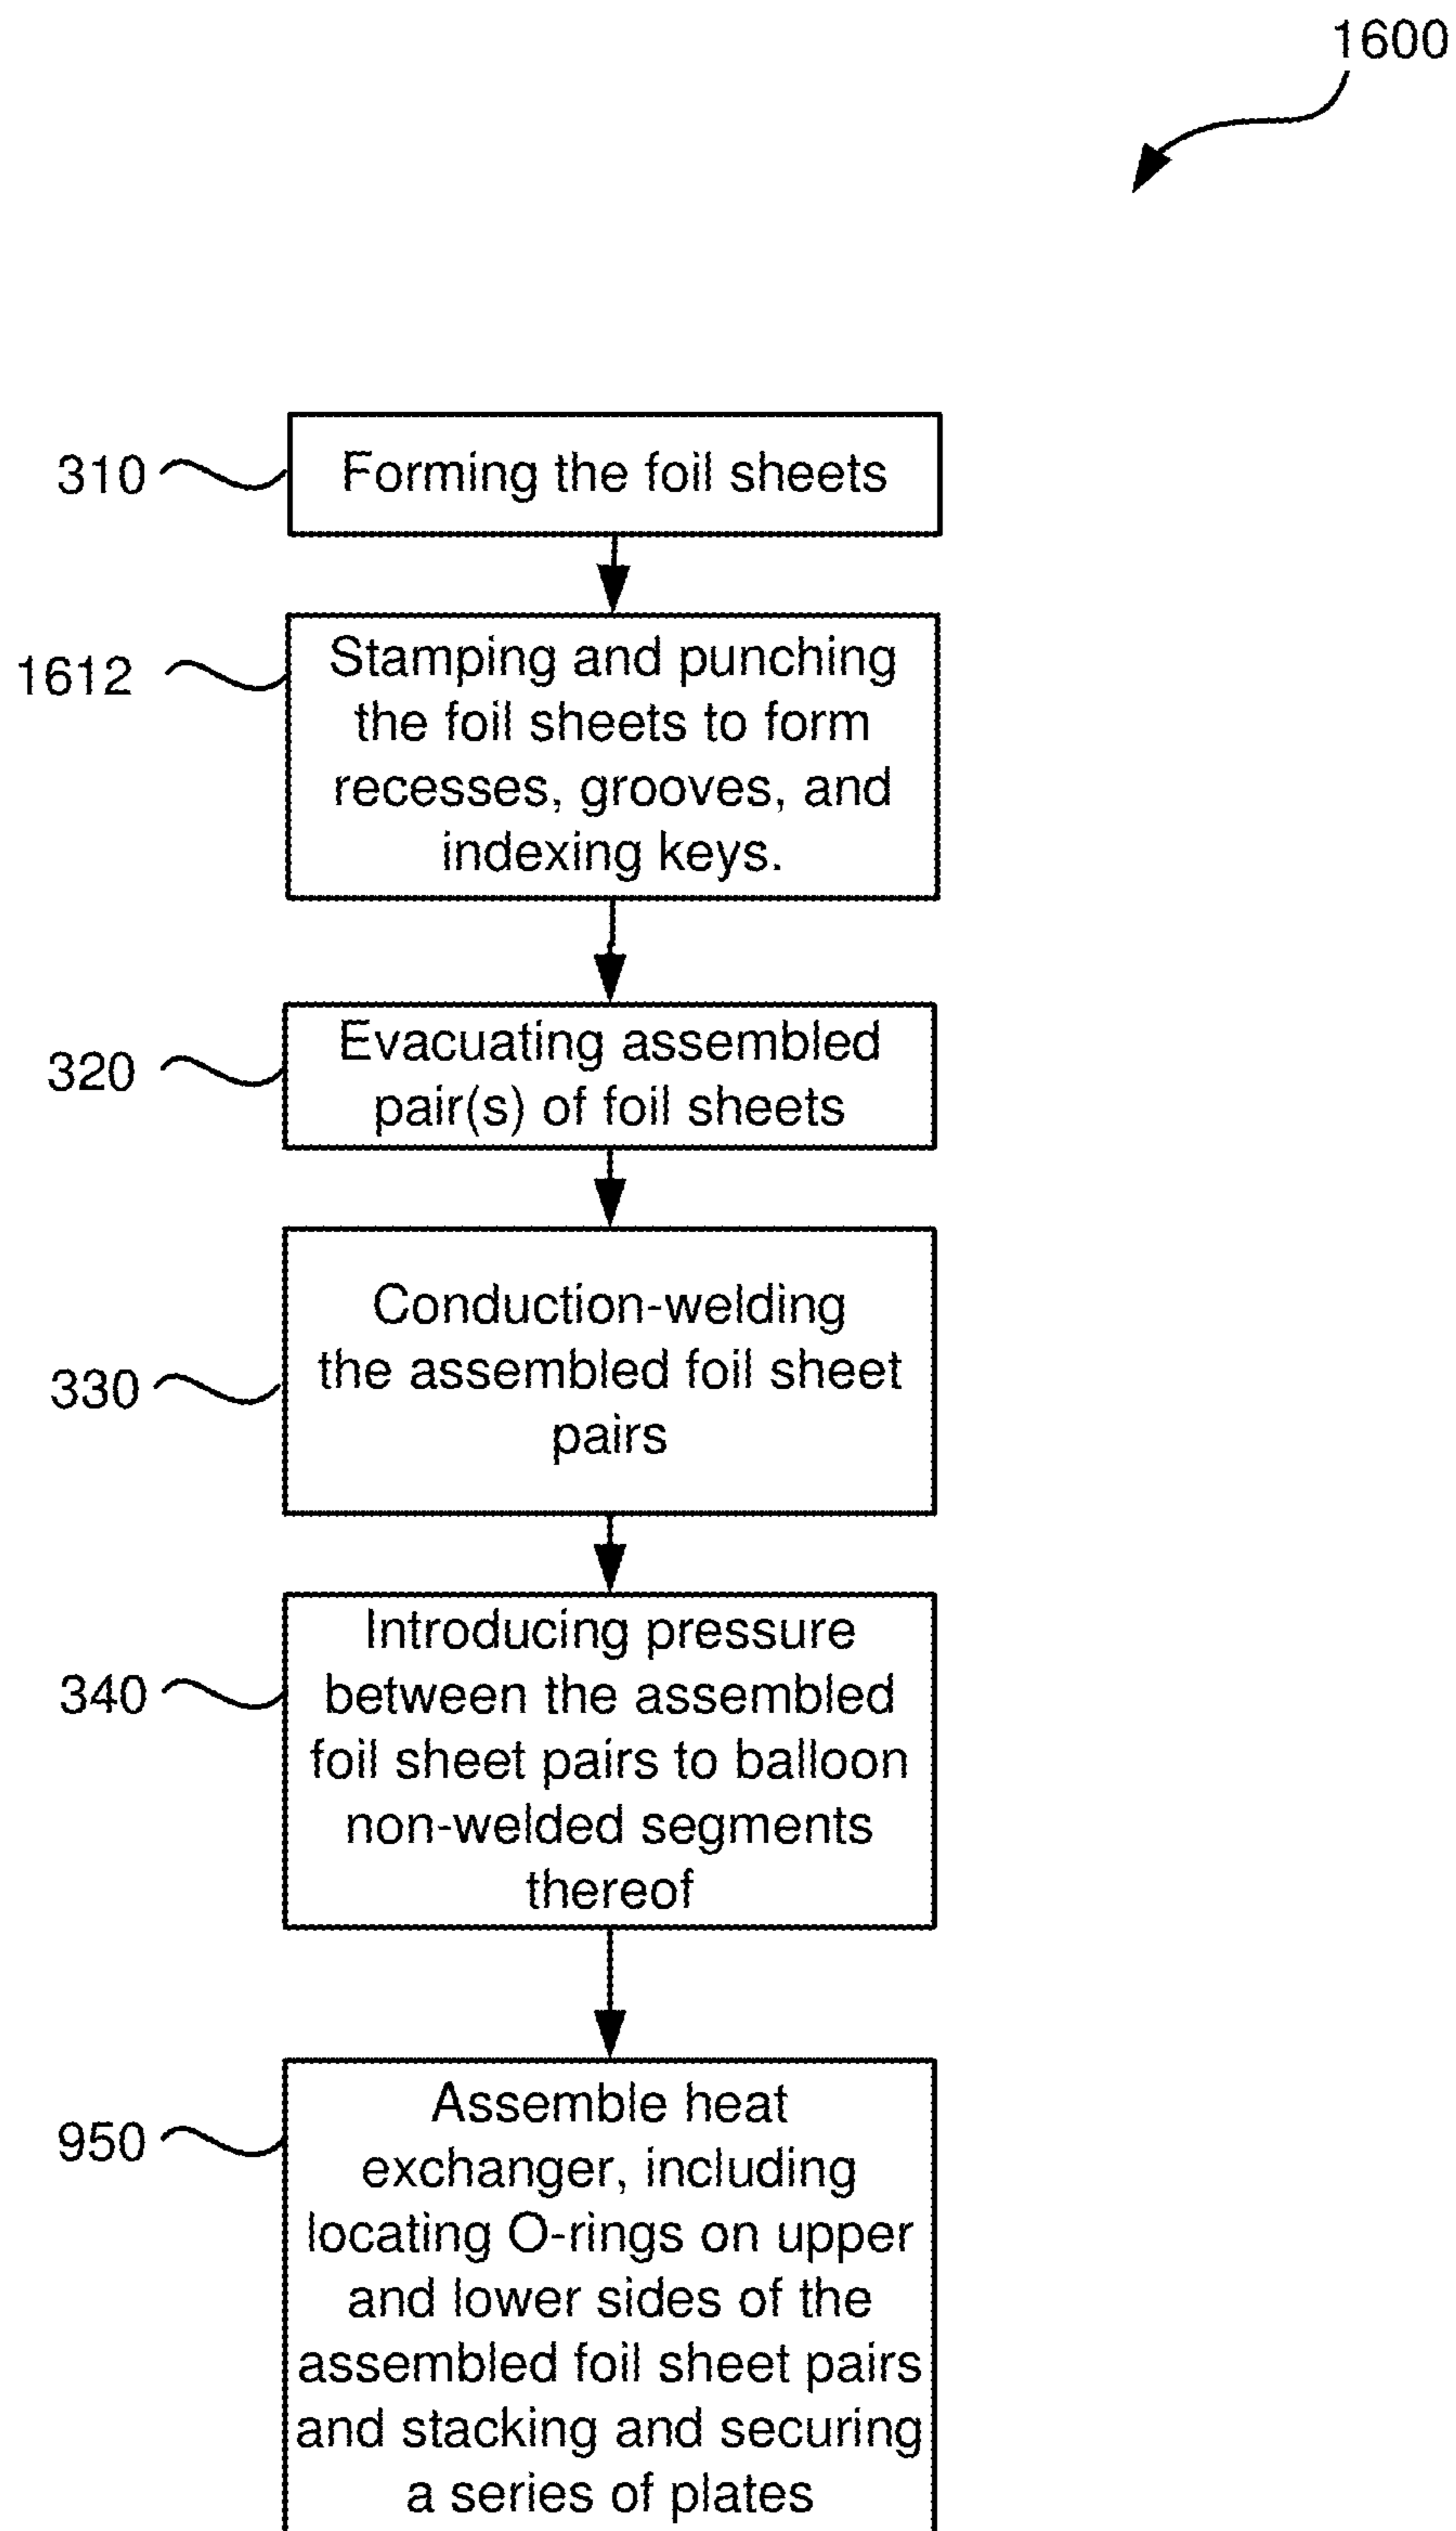 1600
310
Forming the foil sheets
1612
Stamping and punching
the foil sheets to form
recesses, grooves, and
indexing keys.
320
Evacuating assembled
pair(s) of foil sheets
330
Conduction-welding
the assembled foil sheet
pairs
340
Introducing pressure
between the assembled
foil sheet pairs to balloon
non-welded segments
thereof
950
Assemble heat
exchanger, including
locating O-rings on upper
and lower sides of the
assembled foil sheet pairs
and stacking and securing
a series of plates